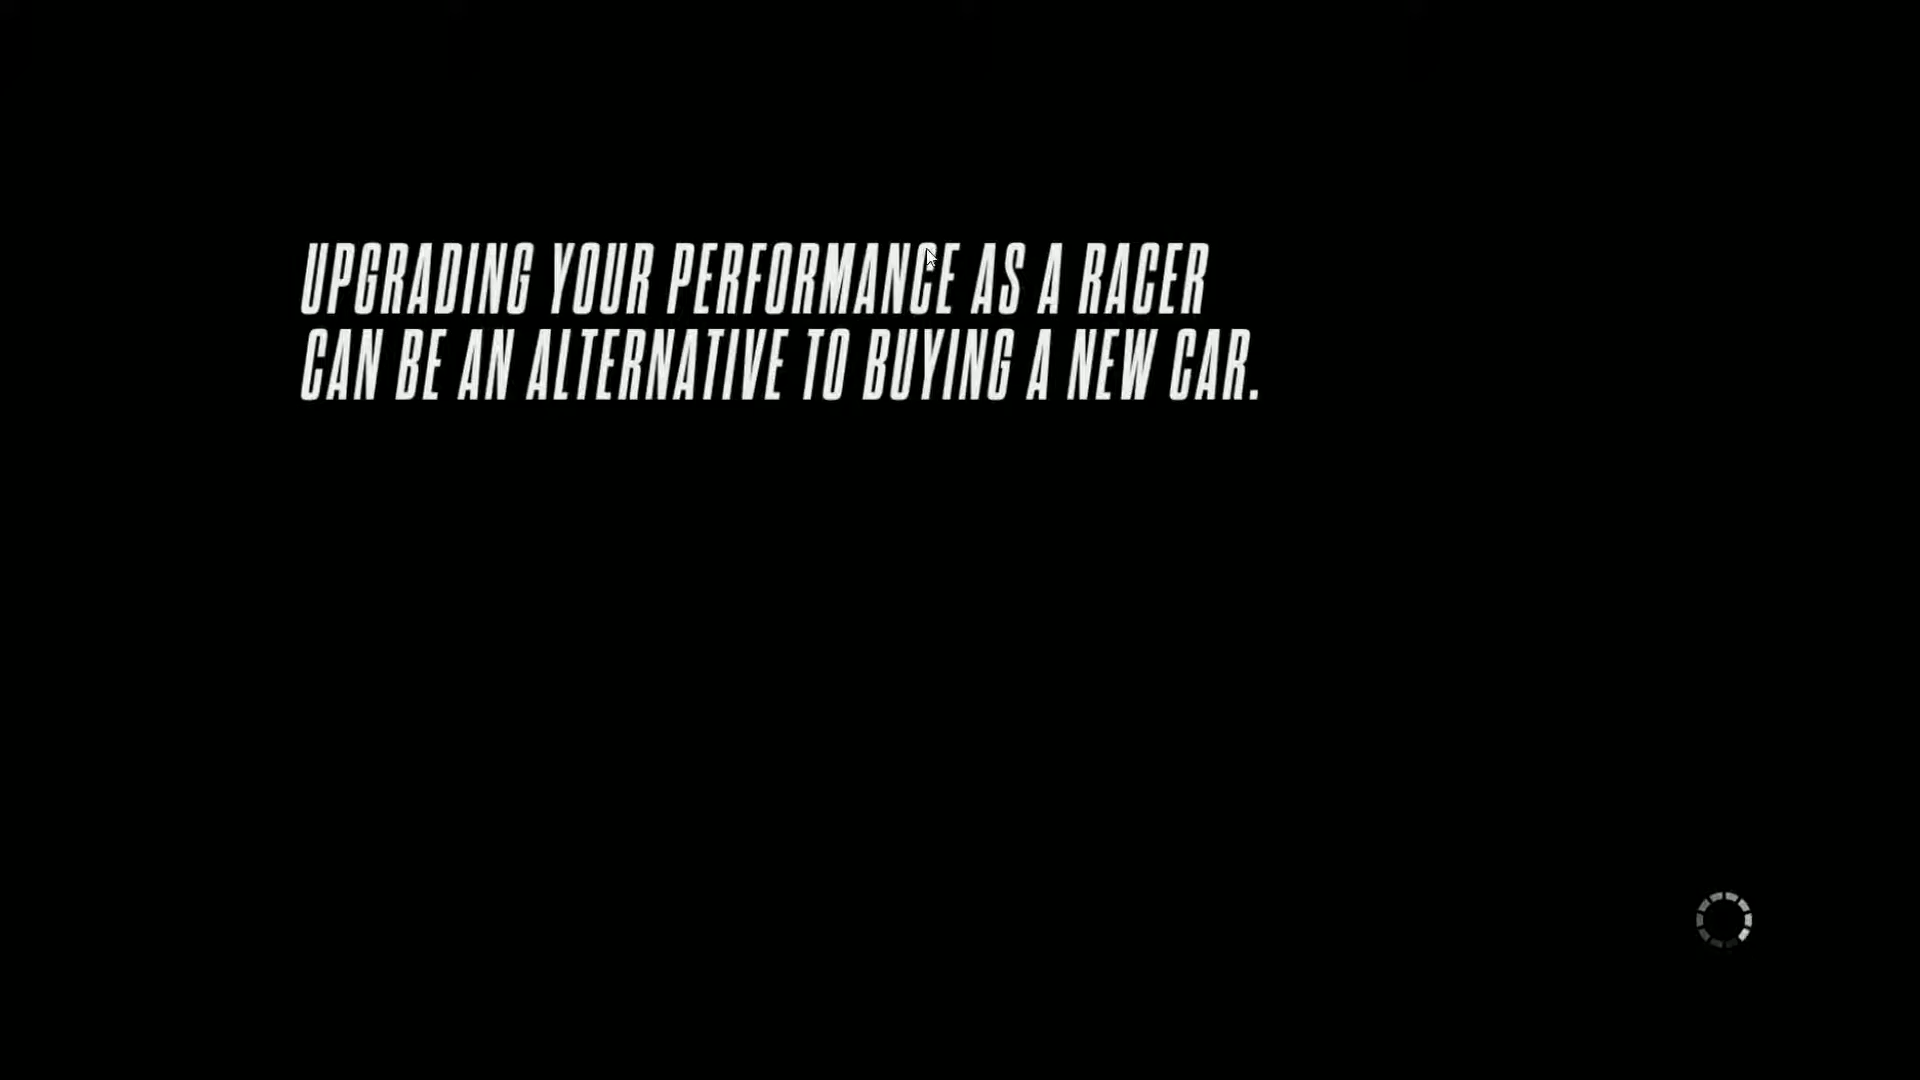 UPGRADING YOUR PERFORMANCE AS A RACER
CAN BE AN ALTERNATIVE TO BUYING A NEW CAR.